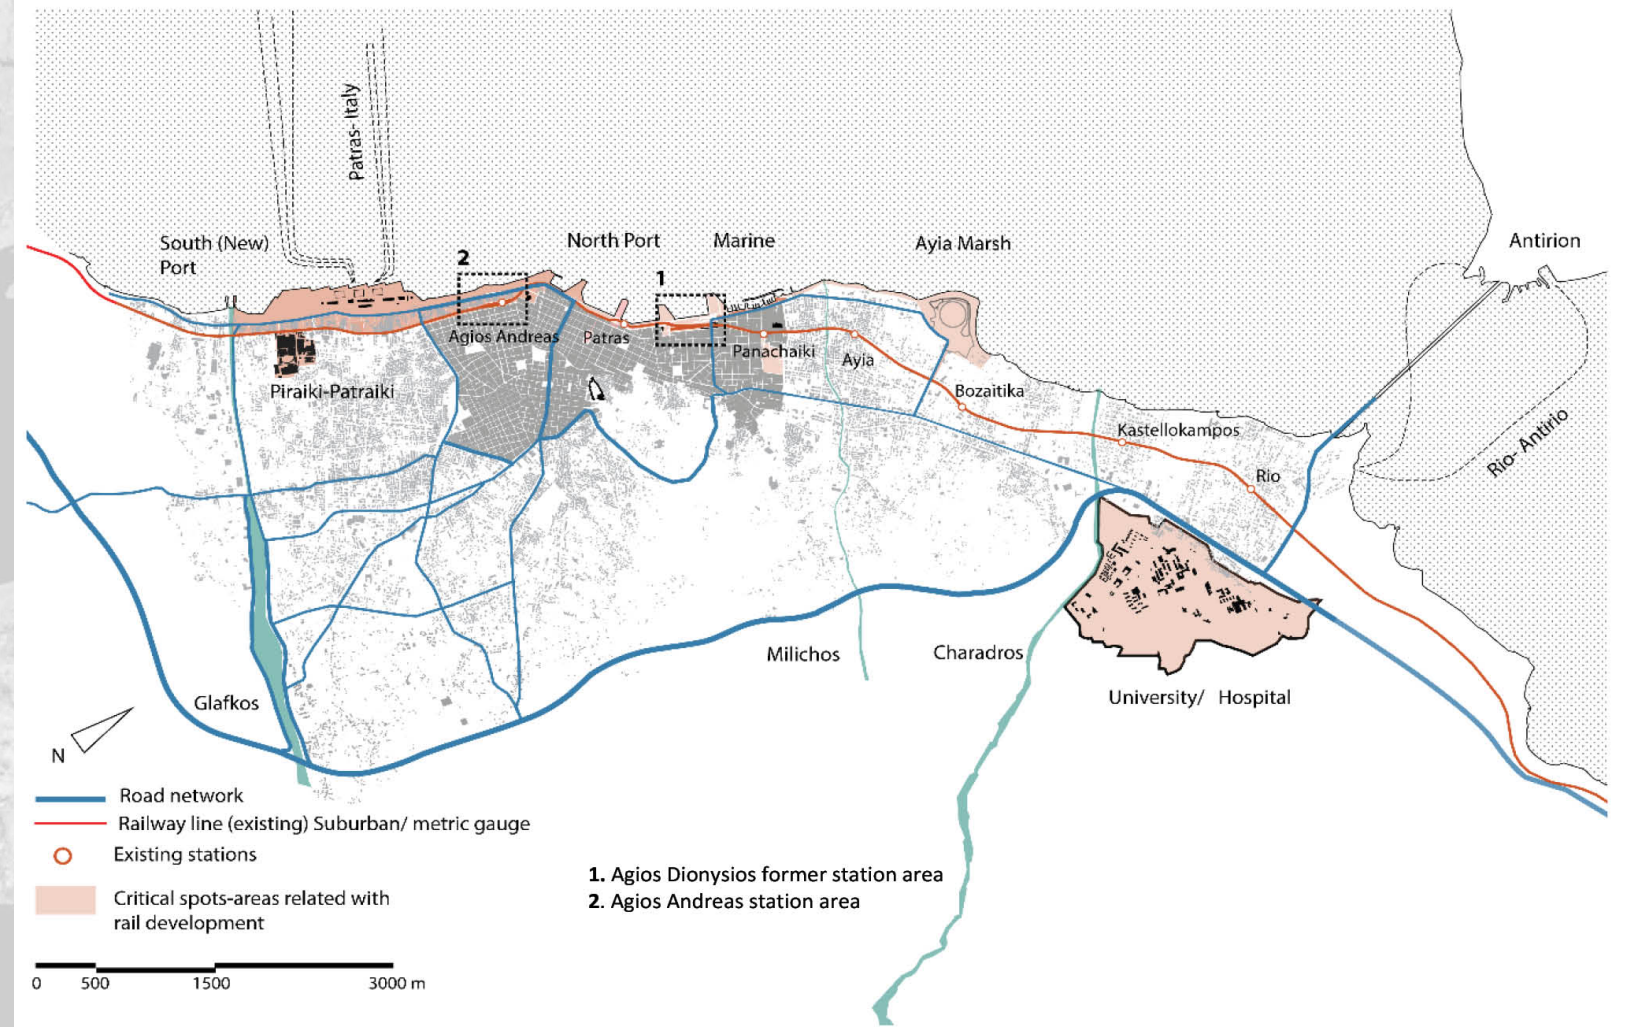 Patras- Italy
South (New)
Port
2
North Port
1
Marine
Ayia Marsh
Antirion
Agios Andreas
Patras
Panachaiki
Ayia
Piraiki-Patraiki
Bozaitika
Kastellokampos
Rio
Rio- Antirio
Milichos
Charadros
University/ Hospital
Glafkos
N
Road network
Railway line (existing) Suburban/ metric gauge
Existing stations
Critical spots-areas related with
rail development
1. Agios Dionysios former station area
2. Agios Andreas station area
0 500 1500 3000 m